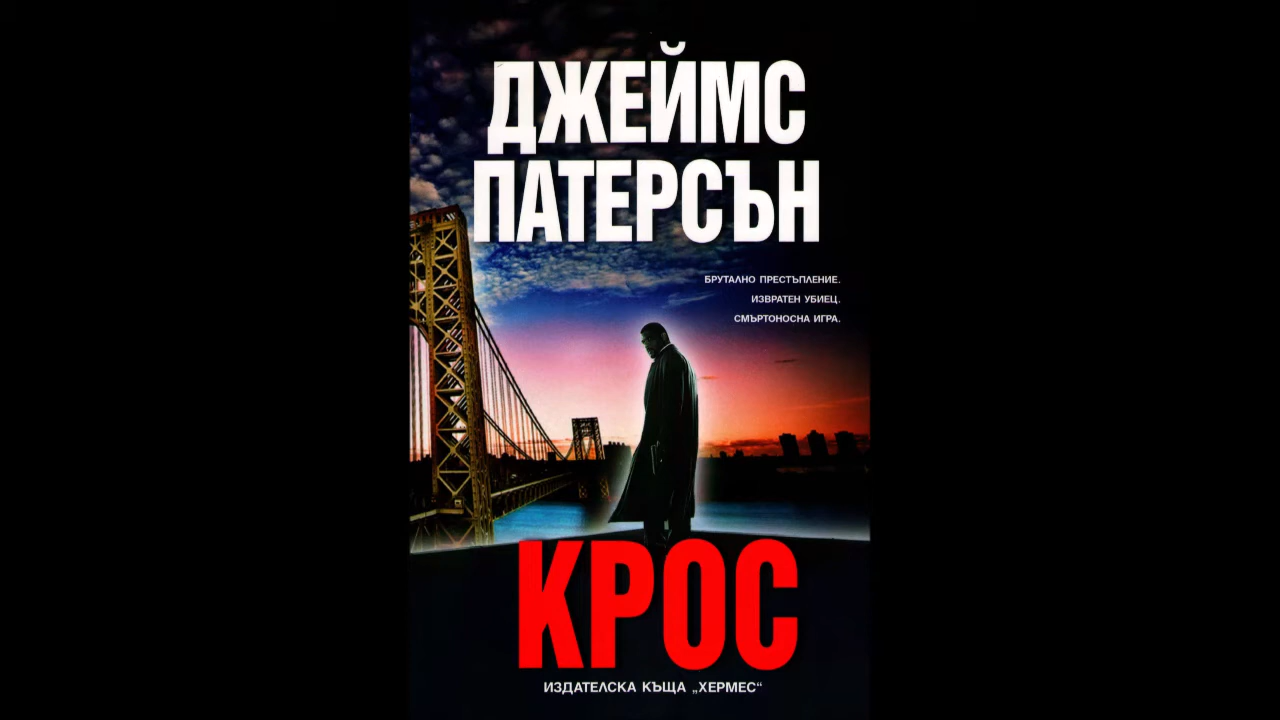 ДЖЕЙМС
ПАТЕРСЪН
БРУТАЛНО ПРЕСТЪПЛЕНИЕ.
ИЗВРАТЕН УБИЕЦ.
СМЪРТОНОСНА ИГРА.
КРОС
ИЗДАТЕЛСКА КЪЩА „ХЕРМЕС“